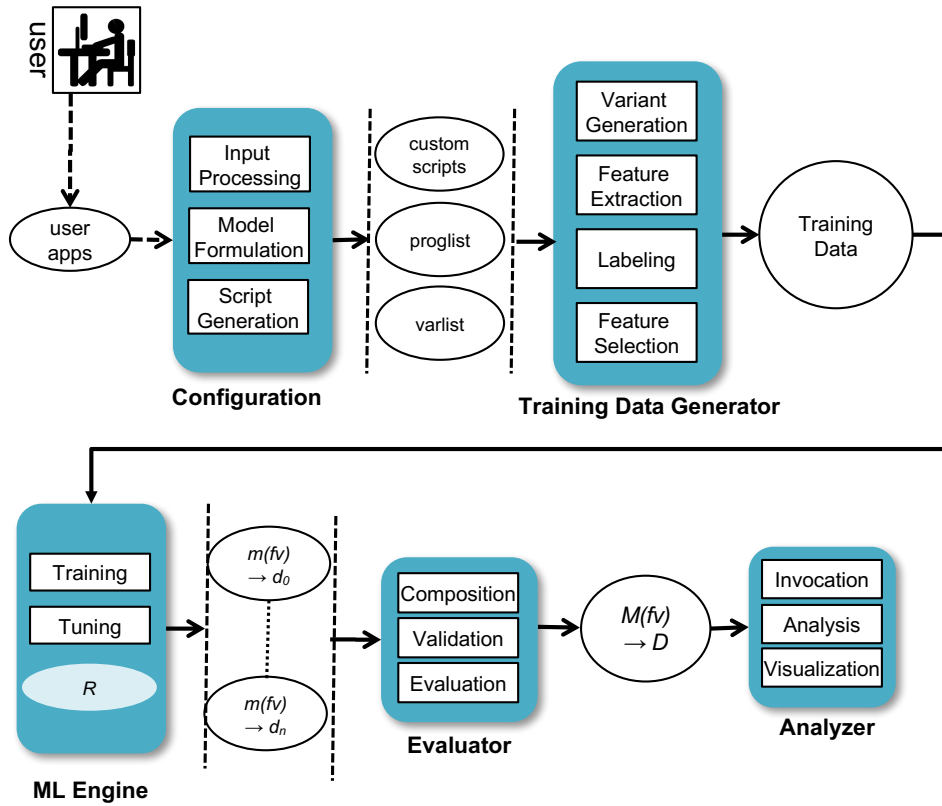 user
user
apps
Input
Processing
Model
Formulation
Script
Generation
Configuration
custom
scripts
proglist
varlist
Variant
Generation
Feature
Extraction
Labeling
Feature
Selection
Training Data Generator
Training
Data
Training
Tuning
R
ML Engine
m(fv)
→ d₀
m(fv)
→ dₙ
Composition
Validation
Evaluation
Evaluator
M(fv)
→ D
Invocation
Analysis
Visualization
Analyzer